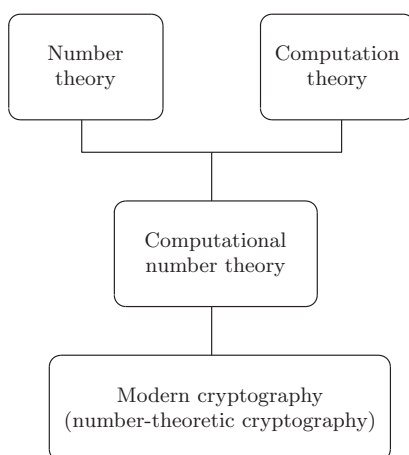 Number
theory
Computation
theory
Computational
number theory
Modern cryptography
(number-theoretic cryptography)